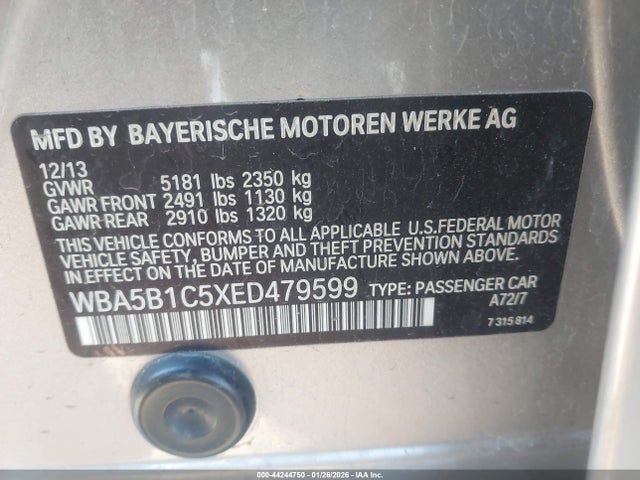 MFD BY BAYERISCHE MOTOREN WERKE AG
12/13
GVWR 5181 lbs 2350 kg
GAWR FRONT 2491 lbs 1130 kg
GAWR REAR 2910 lbs 1320 kg
THIS VEHICLE CONFORMS TO ALL APPLICABLE U.S.FEDERAL MOTOR
VEHICLE SAFETY, BUMPER AND THEFT PREVENTION STANDARDS
IN EFFECT ON THE DATE OF MANUFACTURE SHOWN ABOVE.
WBA5B1C5XED479599 TYPE: PASSENGER CAR
A72/7
7 315 814
000-44244750 | 01/26/2026 | IAA Inc.